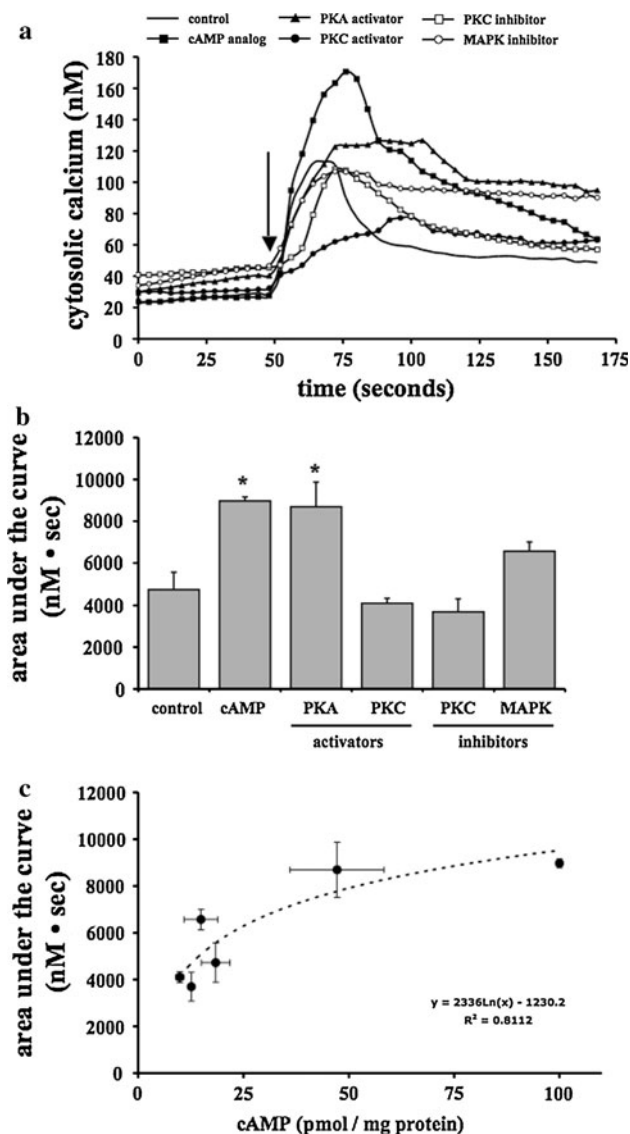 a
control PKA activator PKC inhibitor
cAMP analog PKC activator MAPK inhibitor
cytosolic calcium (nM)
180
160
140
120
100
80
60
40
20
0
0 25 50 75 100 125 150 175
time (seconds)
b
area under the curve
(nM • sec)
12000
10000
8000
6000
4000
2000
0
* *
control cAMP PKA PKC PKC MAPK
activators inhibitors
c
area under the curve
(nM • sec)
12000
10000
8000
6000
4000
2000
0
y = 2336Ln(x) - 1230.2
R² = 0.8112
0 25 50 75 100
cAMP (pmol / mg protein)